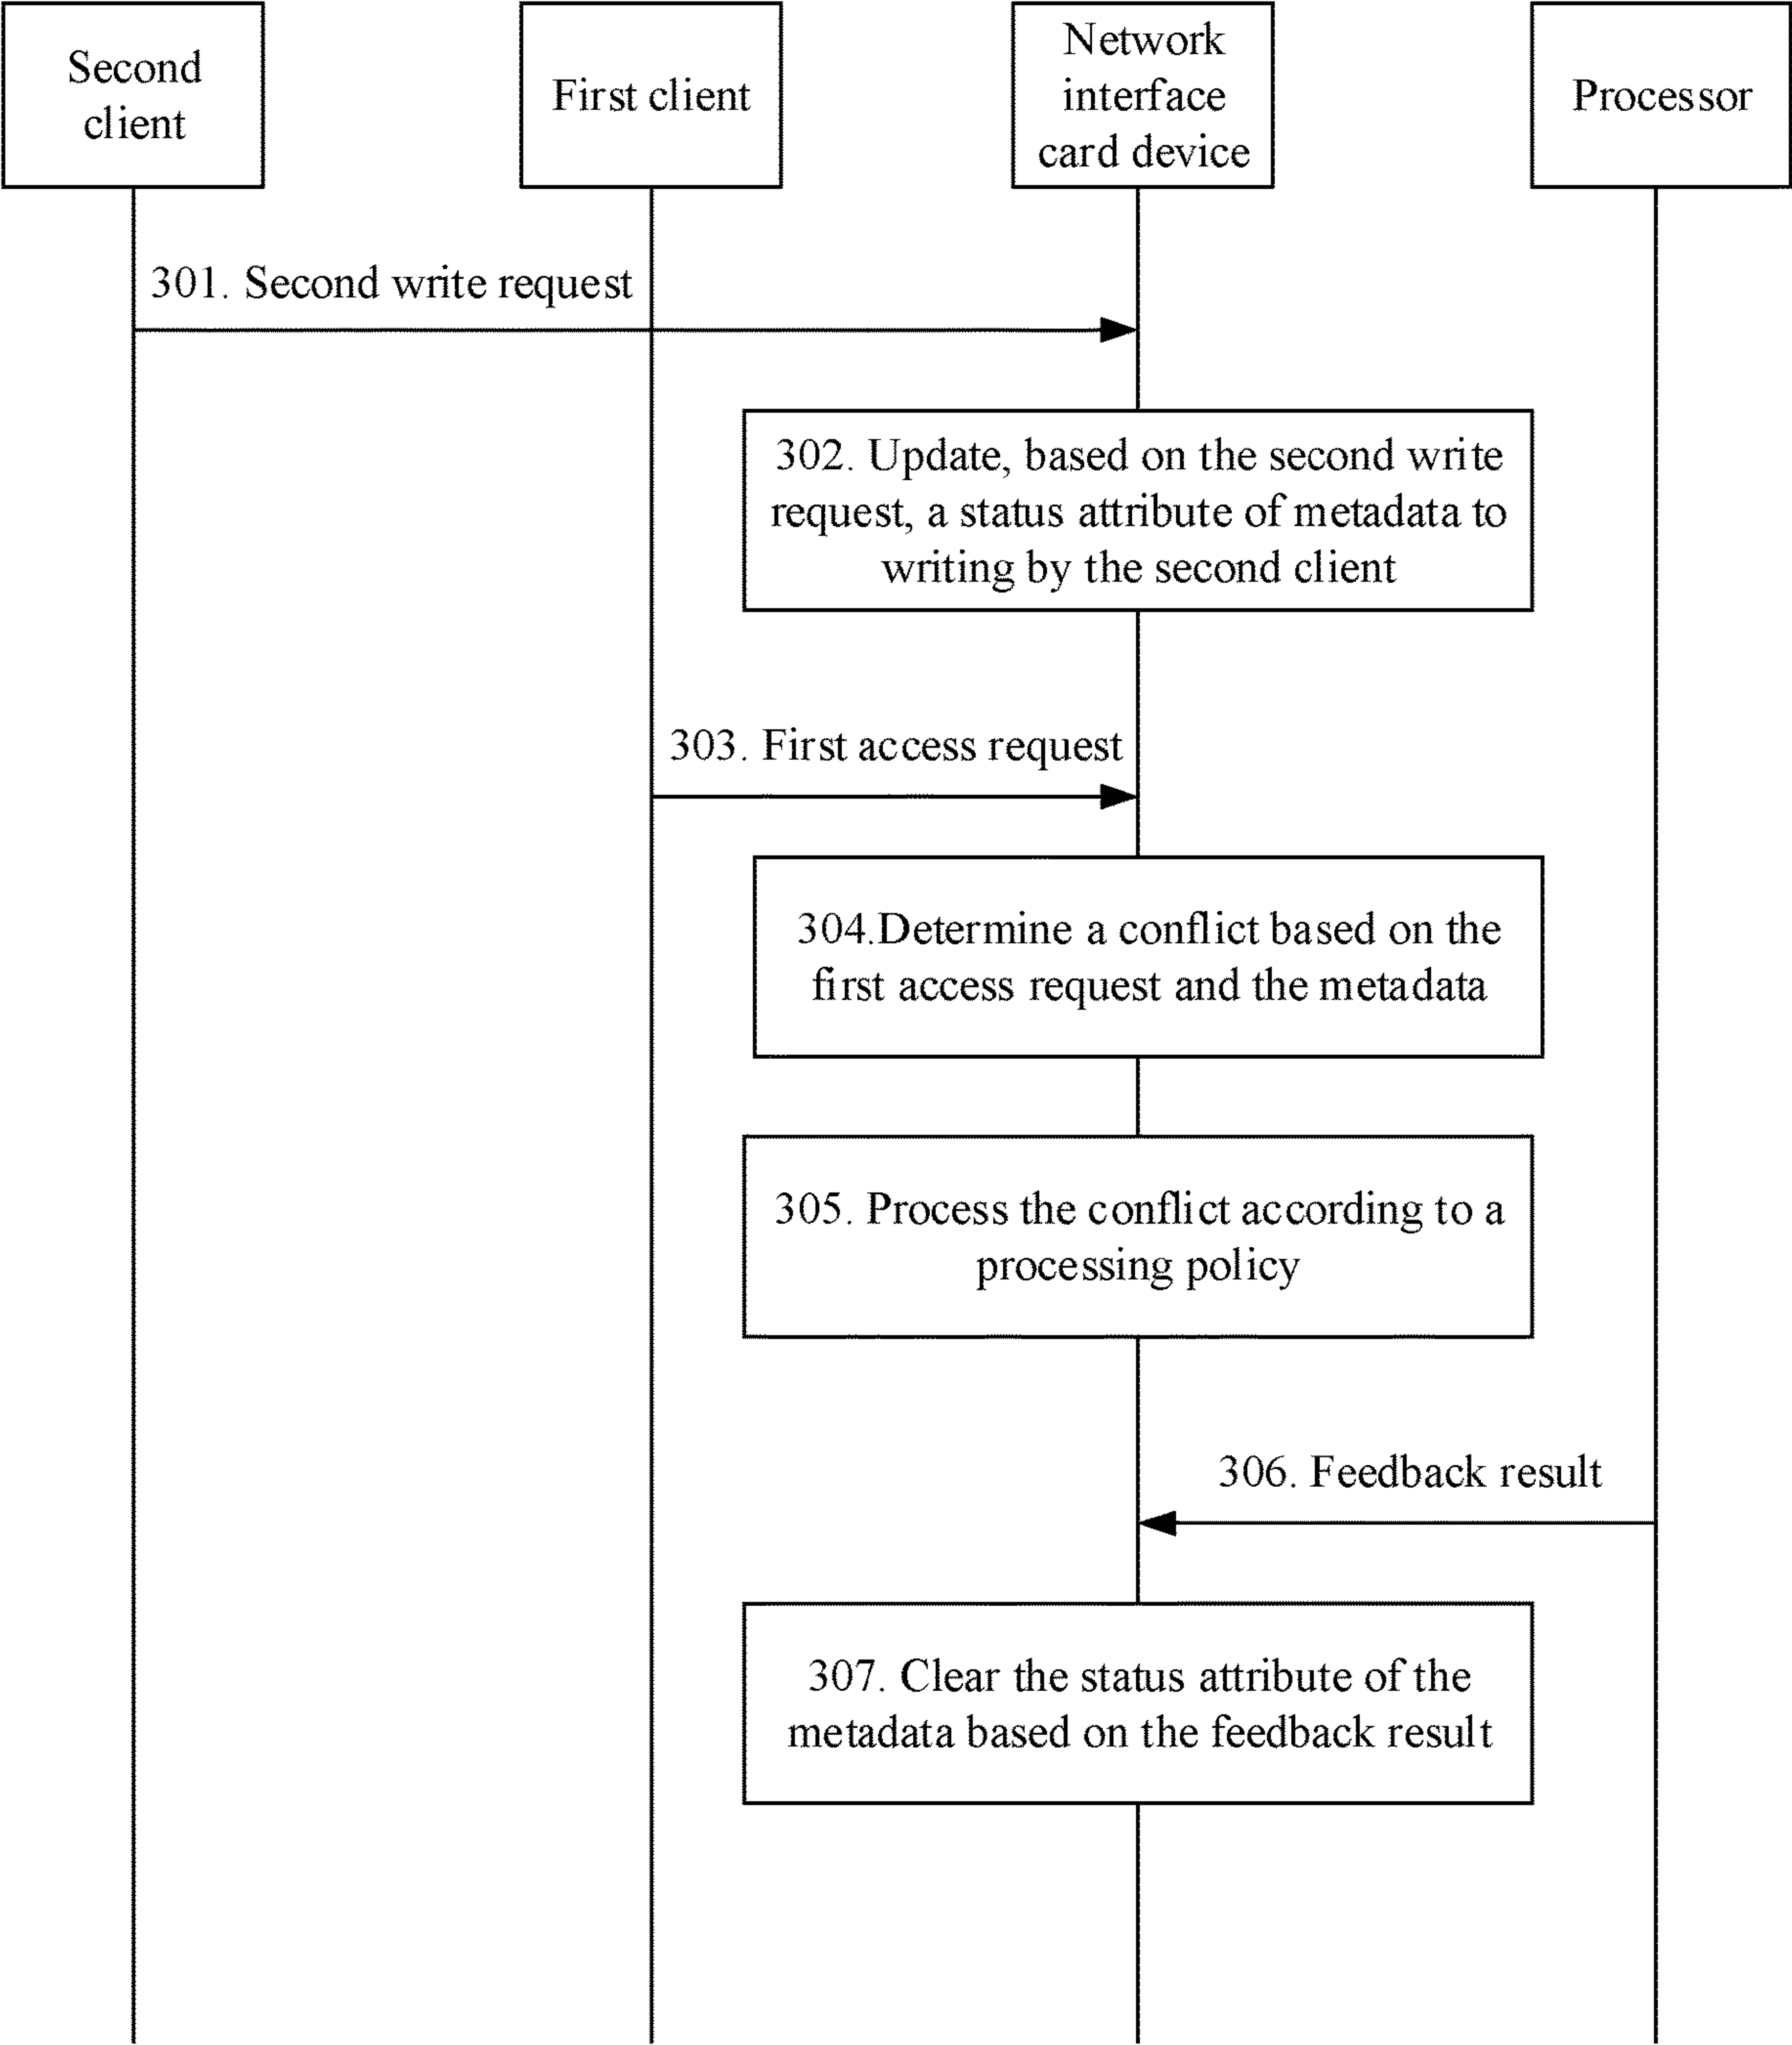 Second
client
First client
Network
interface
card device
Processor
301. Second write request
302. Update, based on the second write
request, a status attribute of metadata to
writing by the second client
303. First access request
304.Determine a conflict based on the
first access request and the metadata
305. Process the conflict according to a
processing policy
306. Feedback result
307. Clear the status attribute of the
metadata based on the feedback result